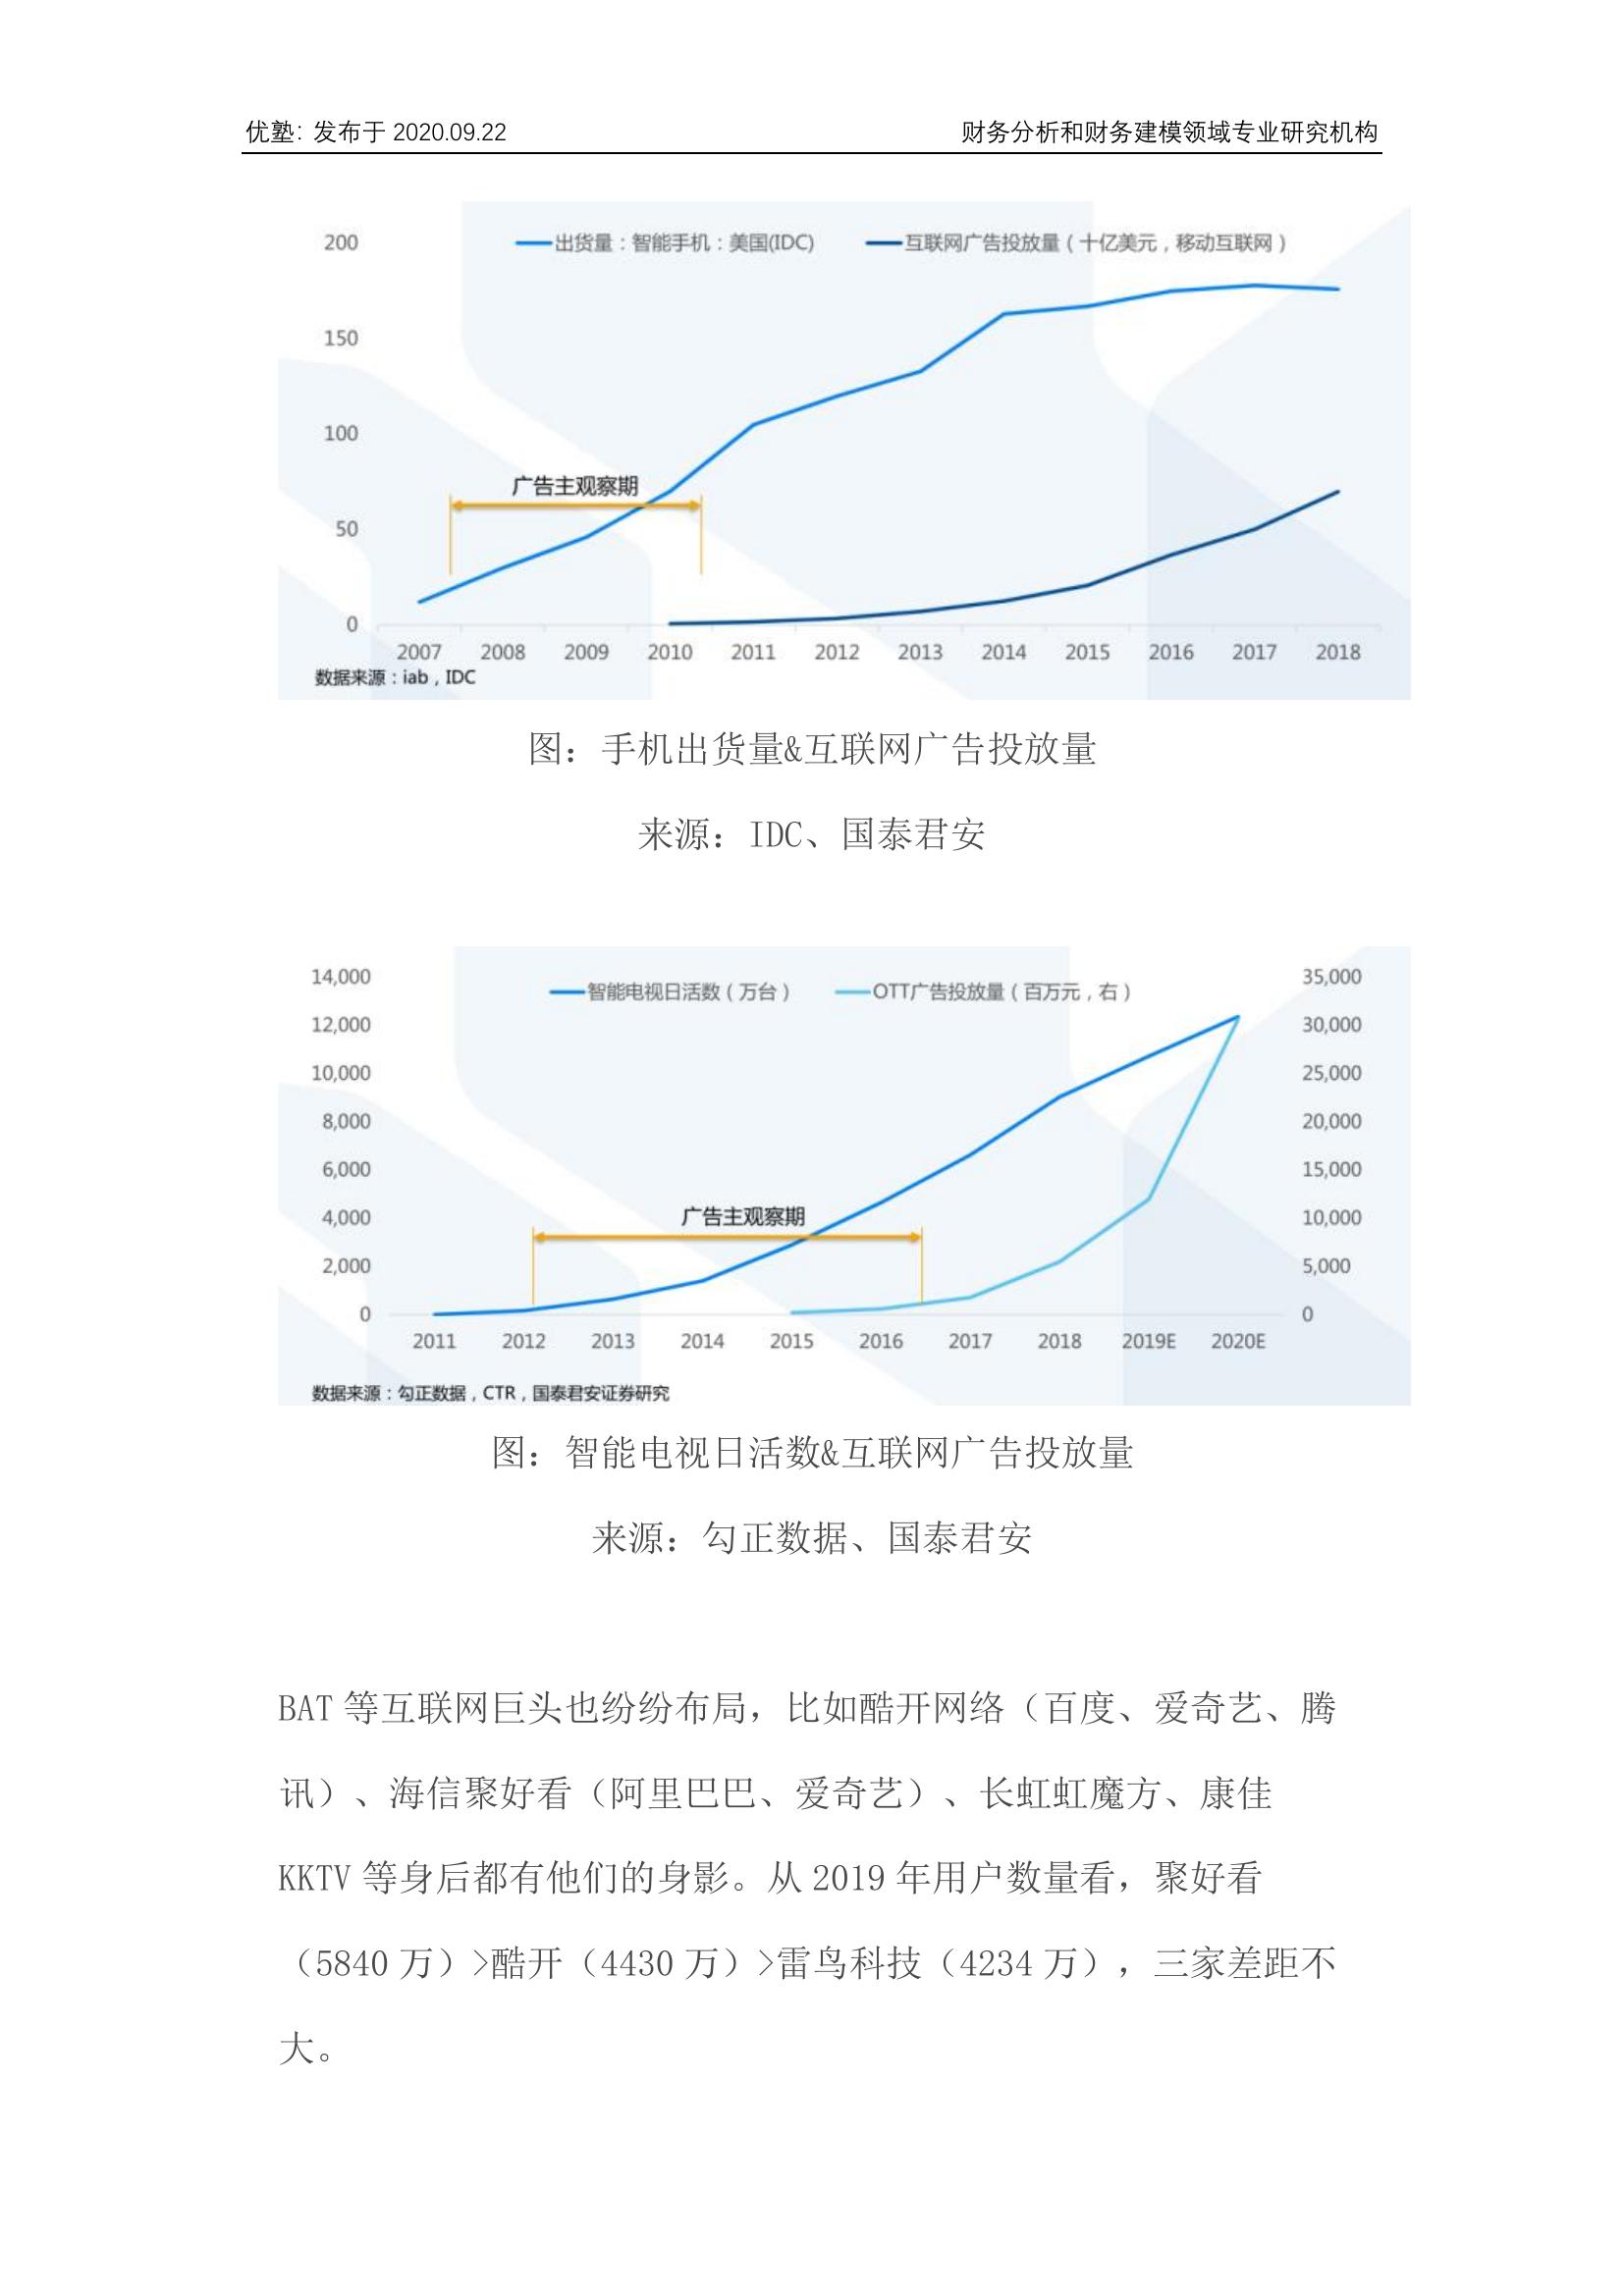 优塾：发布于 2020.09.22
财务分析和财务建模领域专业研究机构
出货量：智能手机：美国(IDC)
互联网广告投放量（十亿美元，移动互联网）
200
150
100
50
0
广告主观察期
2007 2008 2009 2010 2011 2012 2013 2014 2015 2016 2017 2018
数据来源：iab，IDC
图：手机出货量&互联网广告投放量
来源：IDC、国泰君安
智能电视日活数（万台）
OTT广告投放量（百万元，右）
14,000
12,000
10,000
8,000
6,000
4,000
2,000
0
35,000
30,000
25,000
20,000
15,000
10,000
5,000
0
广告主观察期
2011 2012 2013 2014 2015 2016 2017 2018 2019E 2020E
数据来源：勾正数据，CTR，国泰君安证券研究
图：智能电视日活数&互联网广告投放量
来源：勾正数据、国泰君安
BAT 等互联网巨头也纷纷布局，比如酷开网络（百度、爱奇艺、腾
讯）、海信聚好看（阿里巴巴、爱奇艺）、长虹虹魔方、康佳
KKTV 等身后都有他们的身影。从 2019 年用户数量看，聚好看
（5840 万）>酷开（4430 万）>雷鸟科技（4234 万），三家差距不
大。